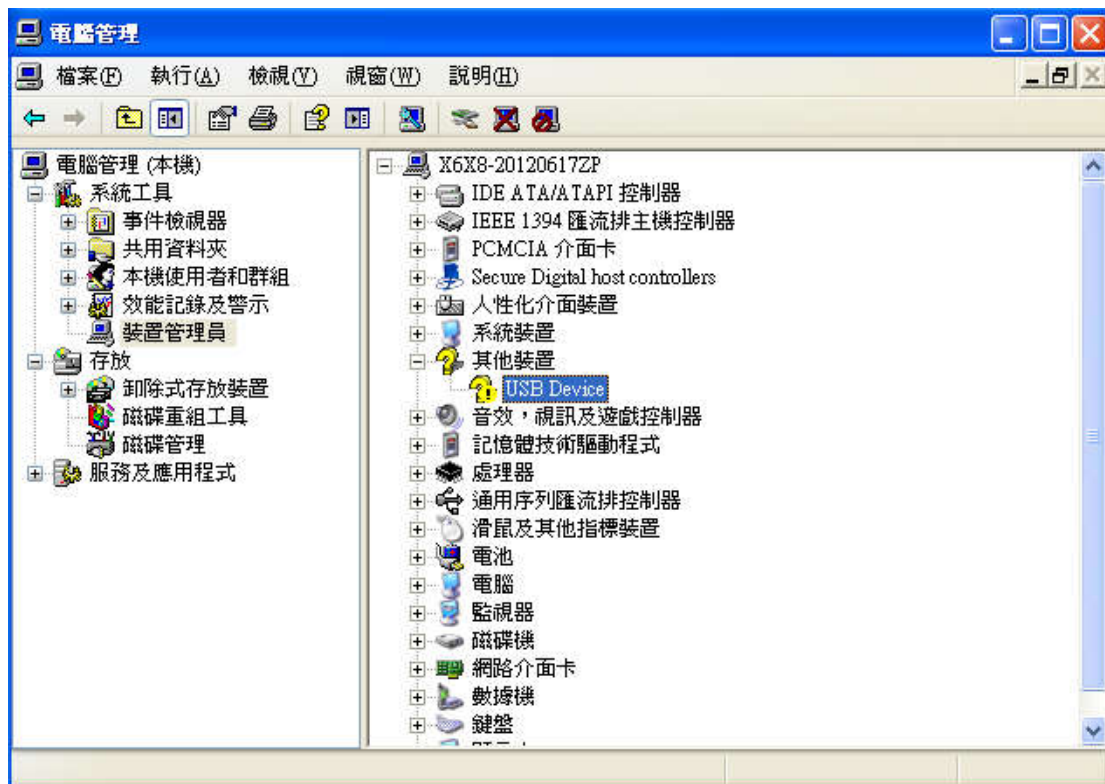 電腦管理
檔案(F) 執行(A) 檢視(V) 視窗(W) 說明(H)
電腦管理 (本機)
系統工具
事件檢視器
共用資料夾
本機使用者和群組
效能記錄及警示
裝置管理員
存放
卸除式存放裝置
磁碟重組工具
磁碟管理
服務及應用程式
X6X8-20120617ZP
IDE ATA/ATAPI 控制器
IEEE 1394 匯流排主機控制器
PCMCIA 介面卡
Secure Digital host controllers
人性化介面裝置
系統裝置
其他裝置
USB Device
音效，視訊及遊戲控制器
記憶體技術驅動程式
處理器
通用序列匯流排控制器
滑鼠及其他指標裝置
電池
電腦
監視器
磁碟機
網路介面卡
數據機
鍵盤